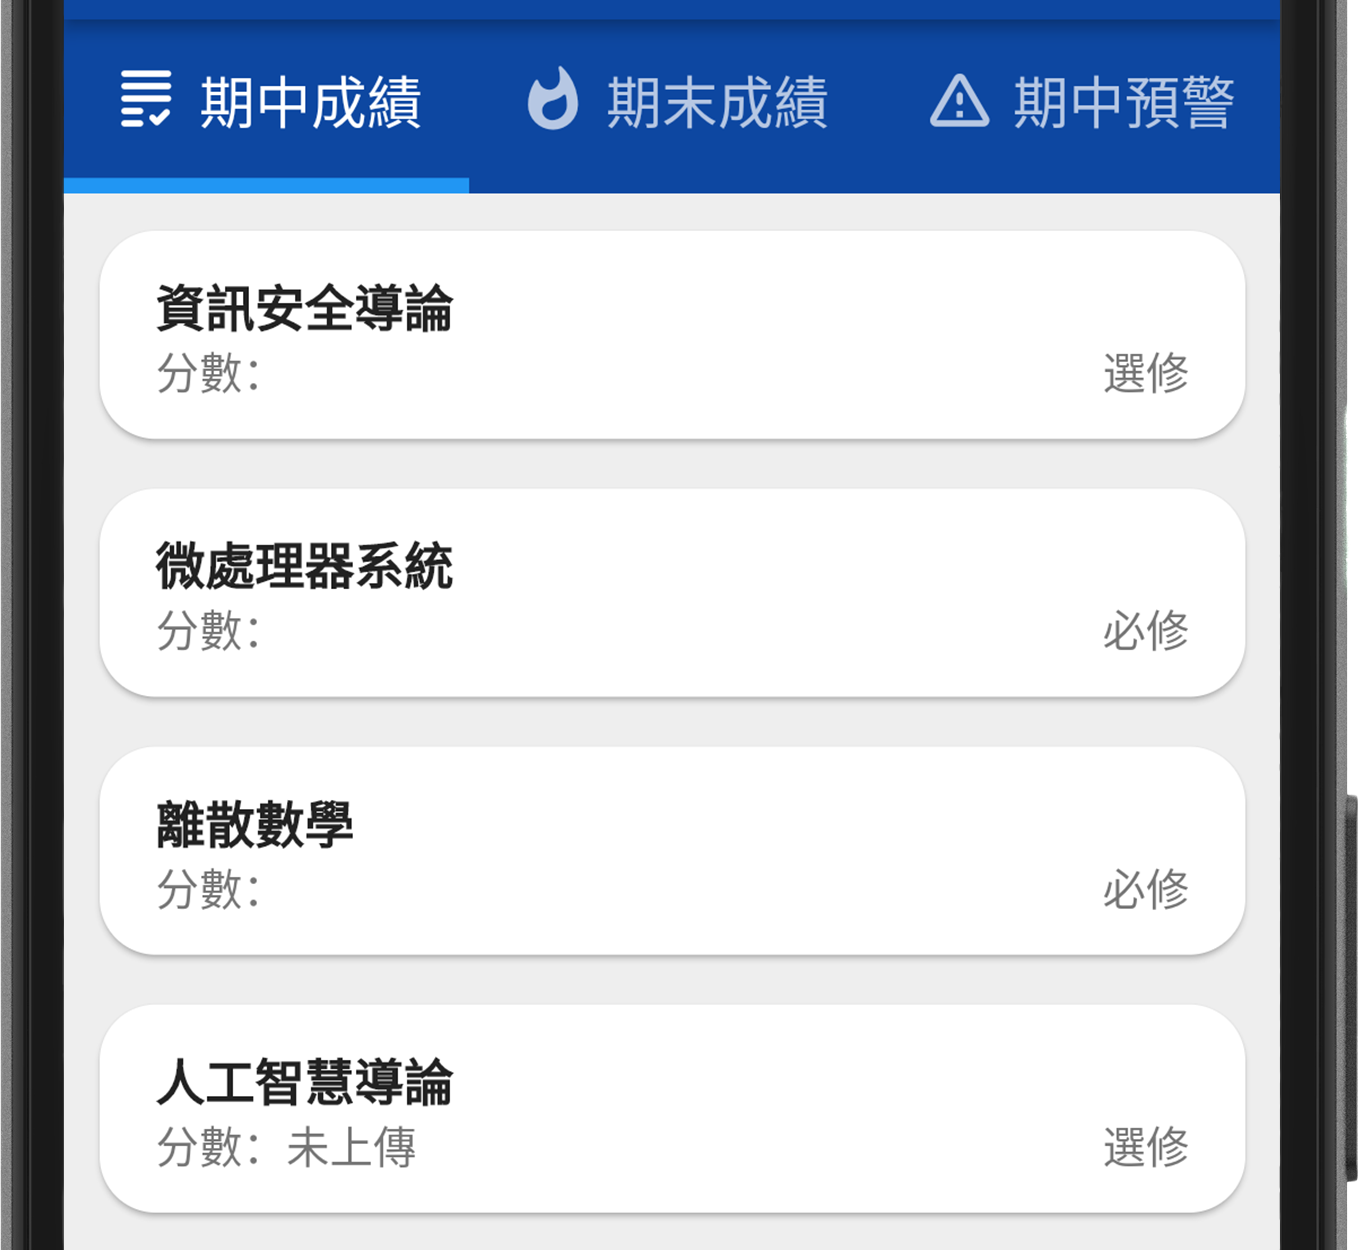 期中成績 期末成績 期中預警
資訊安全導論
分數： 選修
微處理器系統
分數： 必修
離散數學
分數： 必修
人工智慧導論
分數：未上傳 選修